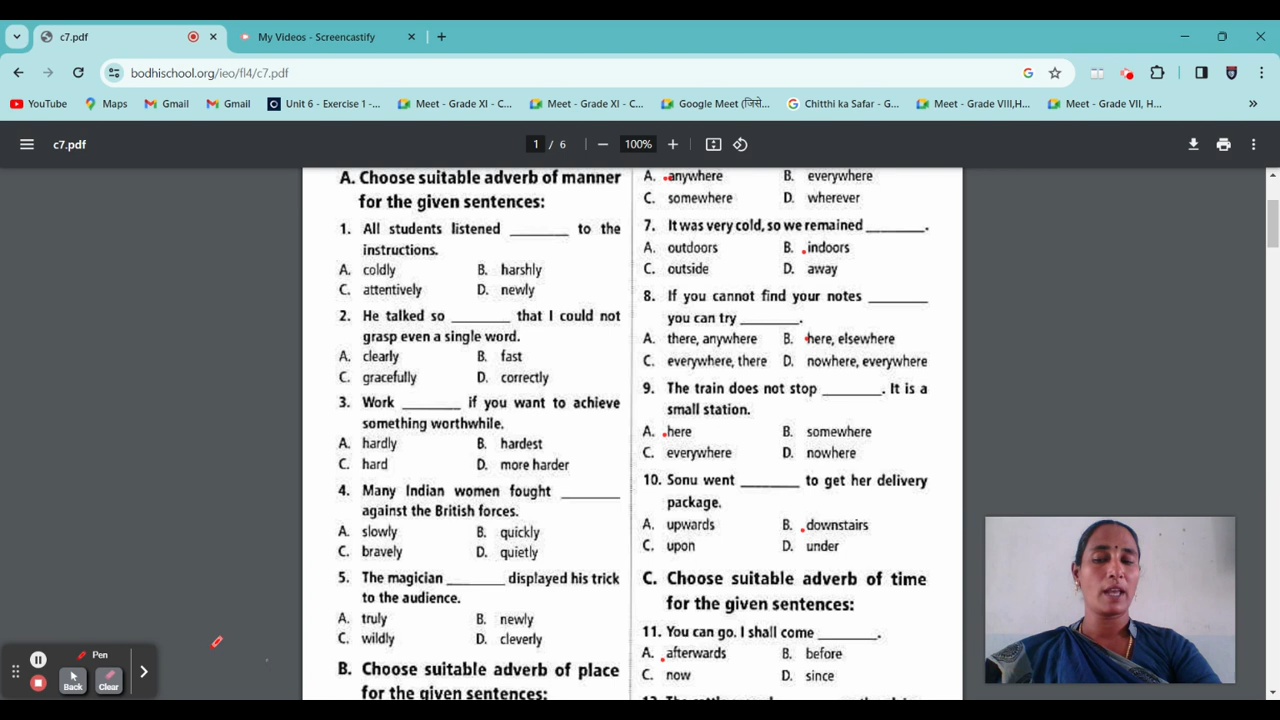 c7.pdf
My Videos - Screencastify
bodhischool.org/ieo/fl4/c7.pdf
YouTube
Maps
Gmail
Gmail
Unit 6 - Exercise 1 -...
Meet - Grade XI - C...
Meet - Grade XI - C...
Google Meet (जिसे...
Chitthi ka Safar - G...
Meet - Grade VIII,H...
Meet - Grade VII, H...
c7.pdf
1 / 6
100%
A. Choose suitable adverb of manner
for the given sentences:
1. All students listened ________ to the
instructions.
A. coldly B. harshly
C. attentively D. newly
2. He talked so ________ that I could not
grasp even a single word.
A. clearly B. fast
C. gracefully D. correctly
3. Work ________ if you want to achieve
something worthwhile.
A. hardly B. hardest
C. hard D. more harder
4. Many Indian women fought ________
against the British forces.
A. slowly B. quickly
C. bravely D. quietly
5. The magician ________ displayed his trick
to the audience.
A. truly B. newly
C. wildly D. cleverly
B. Choose suitable adverb of place
for the given sentences:
A. anywhere B. everywhere
C. somewhere D. wherever
7. It was very cold, so we remained ________.
A. outdoors B. indoors
C. outside D. away
8. If you cannot find your notes ________
you can try ________.
A. there, anywhere B. here, elsewhere
C. everywhere, there D. nowhere, everywhere
9. The train does not stop ________. It is a
small station.
A. here B. somewhere
C. everywhere D. nowhere
10. Sonu went ________ to get her delivery
package.
A. upwards B. downstairs
C. upon D. under
C. Choose suitable adverb of time
for the given sentences:
11. You can go. I shall come ________.
A. afterwards B. before
C. now D. since
Pen
Back
Clear